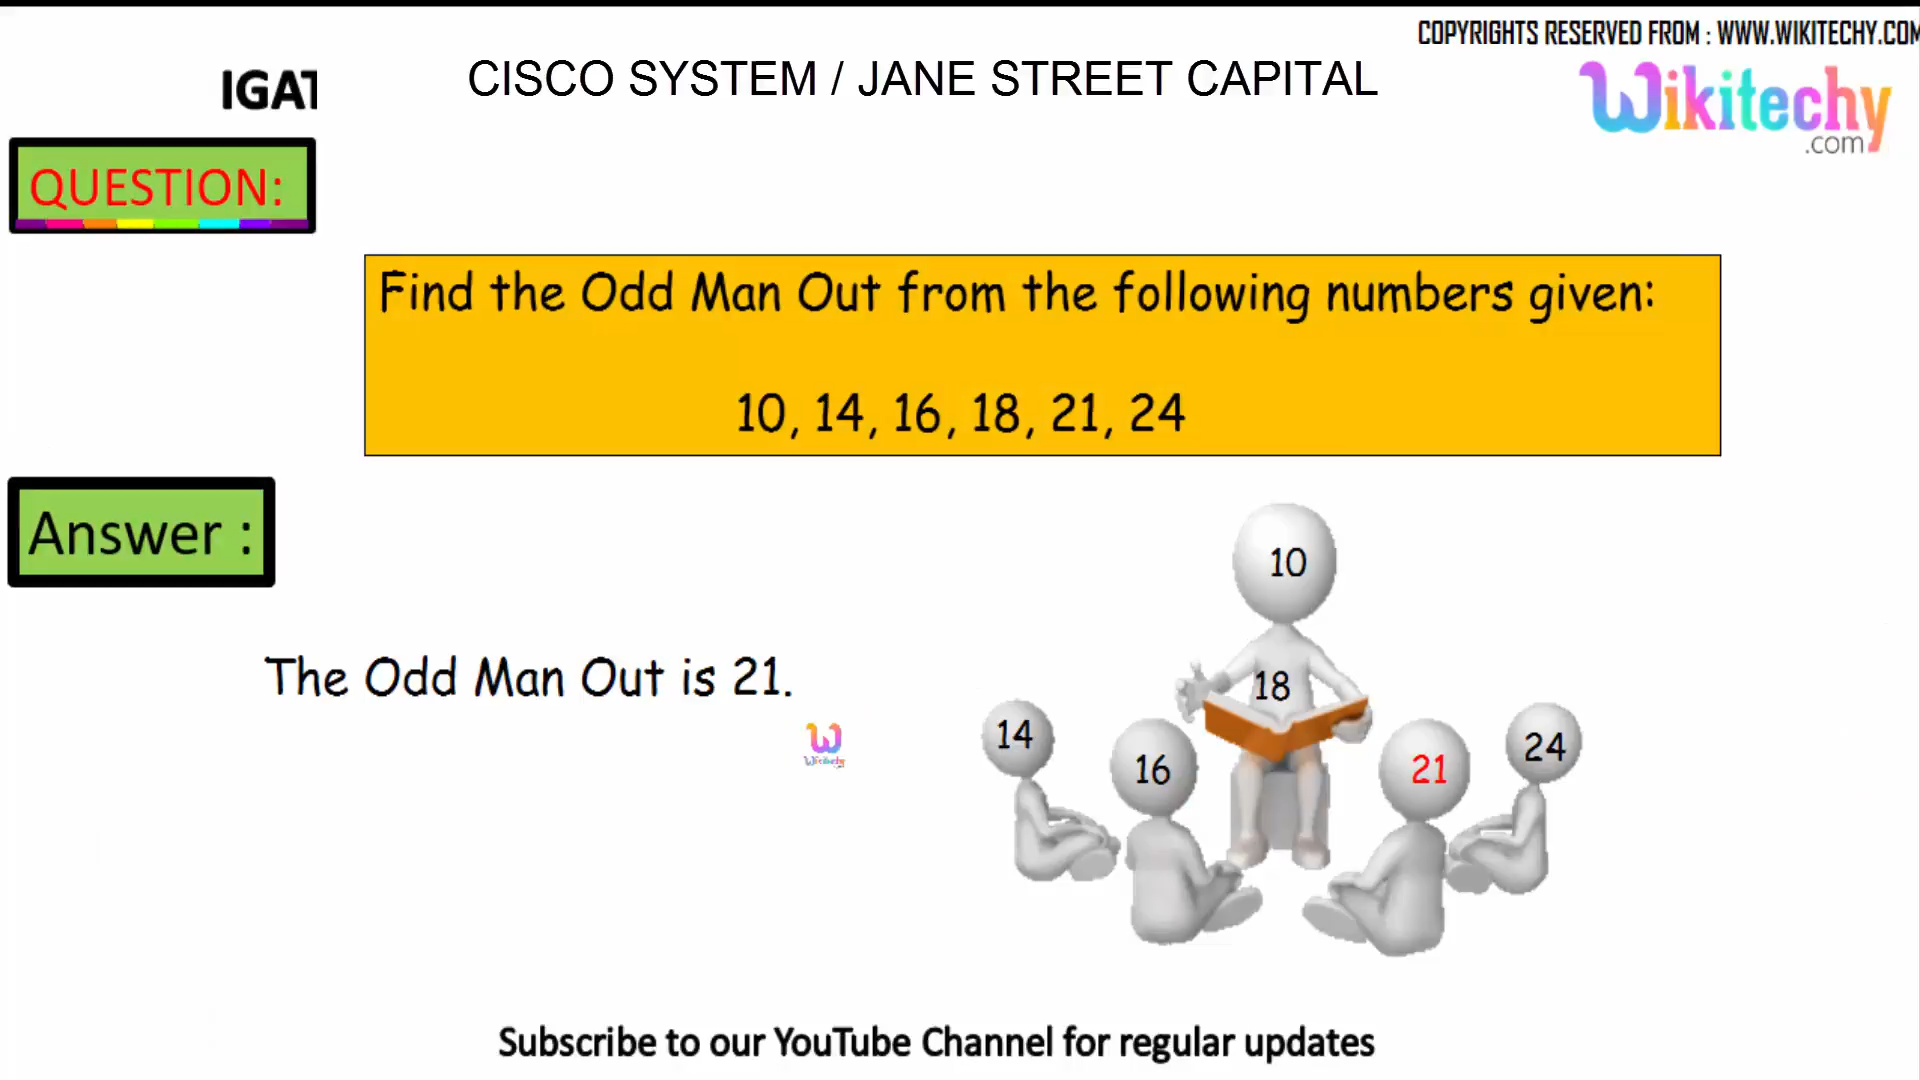 COPYRIGHTS RESERVED FROM : WWW.WIKITECHY.COM
IGAT
CISCO SYSTEM / JANE STREET CAPITAL
Wikitechy
.com
QUESTION:
Find the Odd Man Out from the following numbers given:
10, 14, 16, 18, 21, 24
Answer :
The Odd Man Out is 21.
Wikitechy
10
18
14
16
21
24
Subscribe to our YouTube Channel for regular updates